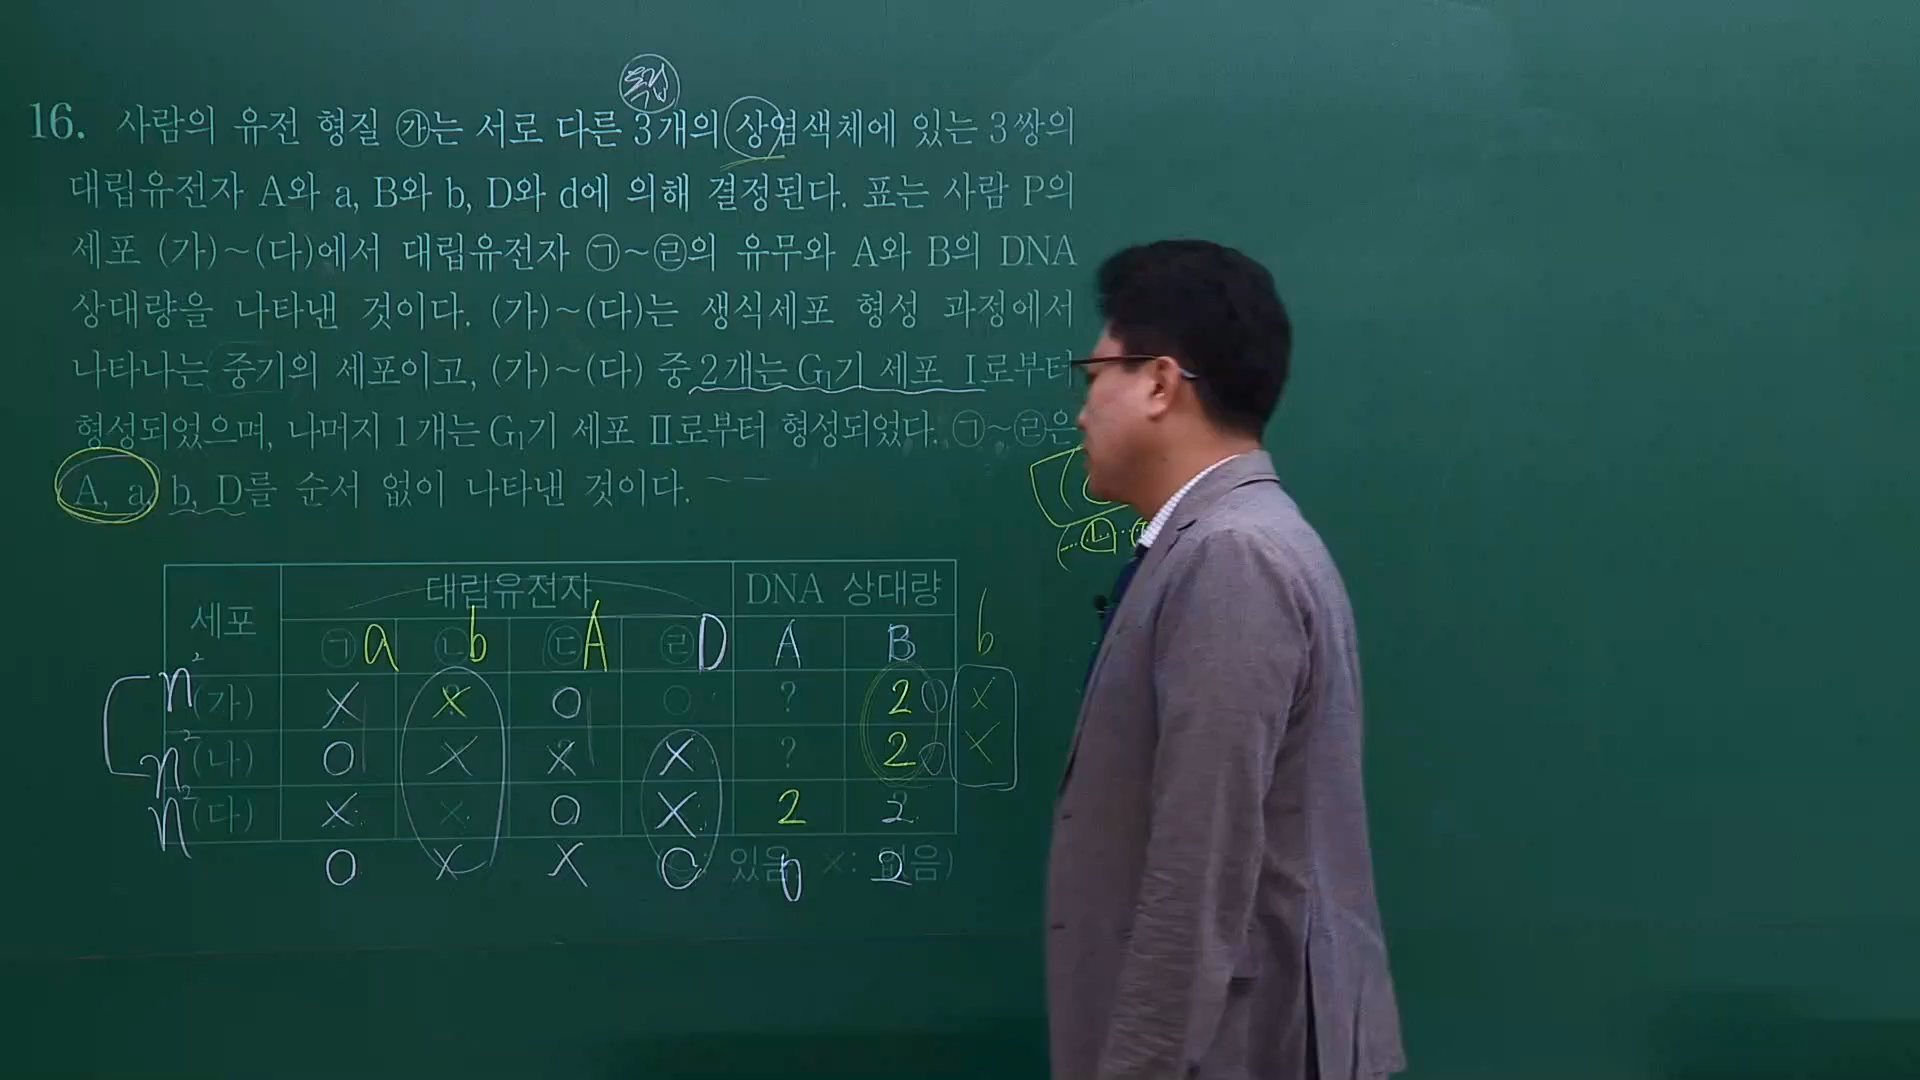 독립
16. 사람의 유전 형질 ㉮는 서로 다른 3개의 상염색체에 있는 3쌍의
대립유전자 A와 a, B와 b, D와 d에 의해 결정된다. 표는 사람 P의
세포 (가)~(다)에서 대립유전자 ㉠~㉣의 유무와 A와 B의 DNA
상대량을 나타낸 것이다. (가)~(다)는 생식세포 형성 과정에서
나타나는 중기의 세포이고, (가)~(다) 중 2개는 G₁기 세포 Ⅰ로부터
형성되었으며, 나머지 1개는 G₁기 세포 Ⅱ로부터 형성되었다. ㉠~㉣은
A, a, b, D를 순서 없이 나타낸 것이다.
세포 대립유전자 DNA 상대량 b
㉠ a ㉡ b ㉢ A ㉣ D A B
n² (가) × × ○ ○ ? 2 ○ ×
n² (나) ○ × × × ? 2 ○ ×
n² (다) × × ○ × 2 2
(○: 있음, ×: 없음)
○ × × ○ 0 2